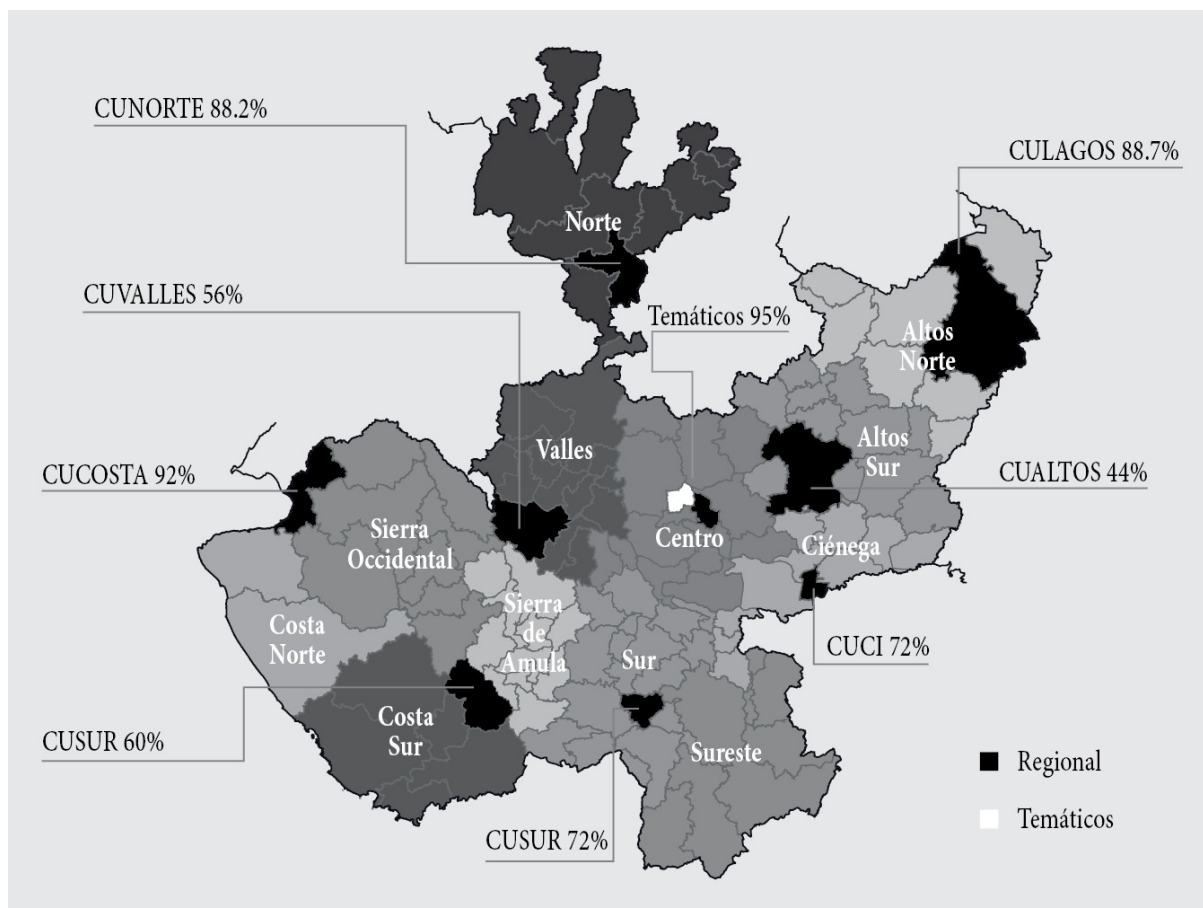 CUNORTE 88.2%
CULAGOS 88.7%
Norte
CUVALLES 56%
Temáticos 95%
Altos
Norte
Valles
Altos
Sur
CUCOSTA 92%
CUALTOS 44%
Sierra
Occidental
Centro
Ciénega
Sierra
de
Amula
Costa
Norte
Sur
CUCI 72%
Costa
Sur
CUSUR 60%
Sureste
Regional
Temáticos
CUSUR 72%